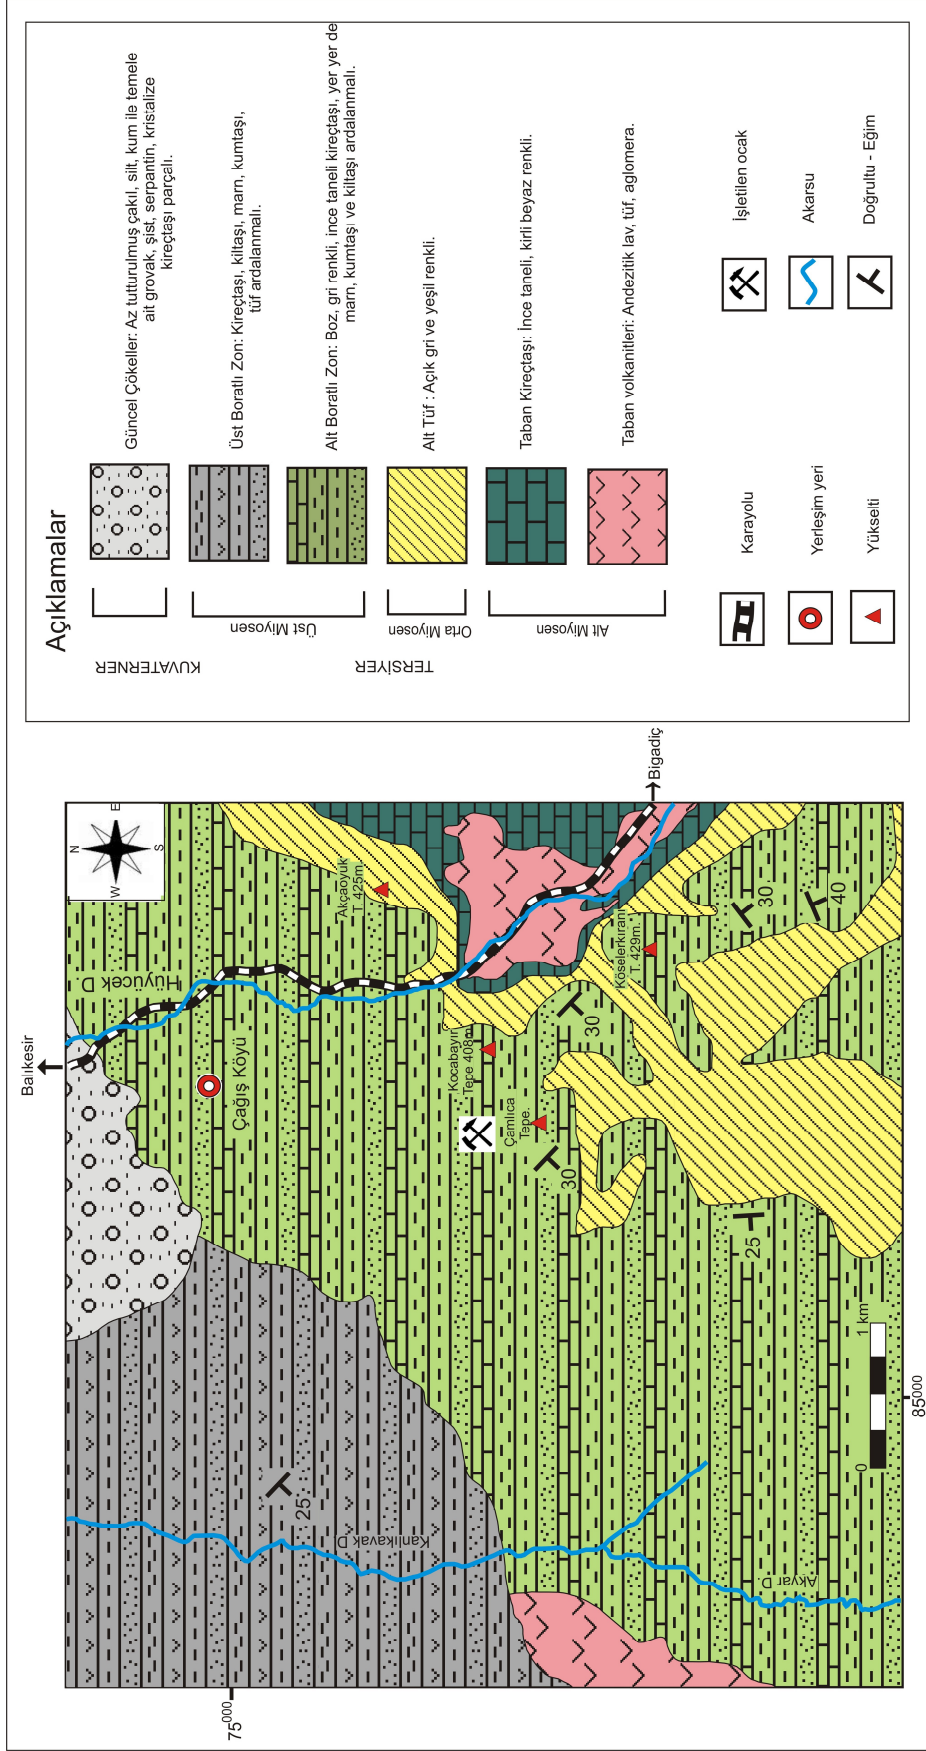 Balıkesir
Hüyücek D
N
E
S
W
Çağış Köyü
Akçaoyuk
T. 425m.
Kocabayır
Tepe 408m.
Çamlıca
Tepe.
Köselerkıranı
T. 429m.
Bigadiç
Kanlıkavak D.
Akyar D.
25
30
30
30
40
25
0
1 km
75000
85000
Açıklamalar
KUVATERNER
TERSİYER
Üst Miyosen
Orta Miyosen
Alt Miyosen
Güncel Çökeller: Az tutturulmuş çakıl, silt, kum ile temele
ait grovak, şist, serpantin, kristalize
kireçtaşı parçalı.
Üst Boratlı Zon: Kireçtaşı, kiltaşı, marn, kumtaşı,
tüf ardalanmalı.
Alt Boratlı Zon: Boz, gri renkli, ince taneli kireçtaşı, yer yer de
marn, kumtaşı ve kiltaşı ardalanmalı.
Alt Tüf : Açık gri ve yeşil renkli.
Taban Kireçtaşı: İnce taneli, kirli beyaz renkli.
Taban volkanitleri: Andezitik lav, tüf, aglomera.
Karayolu
İşletilen ocak
Yerleşim yeri
Akarsu
Yükselti
Doğrultu - Eğim